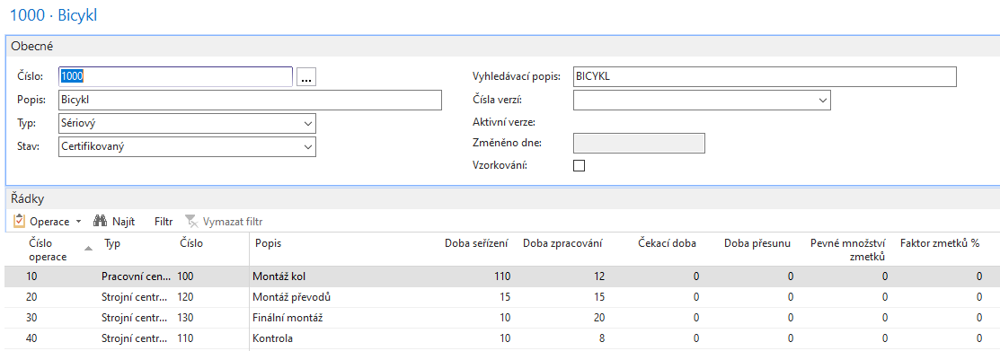 1000 · Bicykl
Obecné
Číslo: 1000 ... Vyhledávací popis: BICYKL
Popis: Bicykl Čísla verzí:
Typ: Sériový Aktivní verze:
Stav: Certifikovaný Změněno dne:
Vzorkování:
Řádky
Operace Najít Filtr Vymazat filtr
Číslo operace Typ Číslo Popis Doba seřízení Doba zpracování Čekací doba Doba přesunu Pevné množství zmetků Faktor zmetků %
10 Pracovní cen... 100 Montáž kol 110 12 0 0 0 0
20 Strojní centr... 120 Montáž převodů 15 15 0 0 0 0
30 Strojní centr... 130 Finální montáž 10 20 0 0 0 0
40 Strojní centr... 110 Kontrola 10 8 0 0 0 0